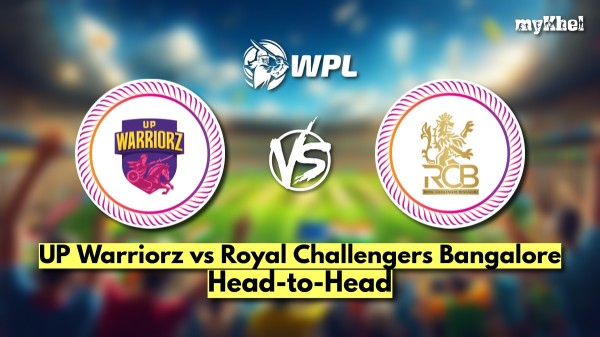 myKhel
WPL
UP
WARRIORZ
VS
RCB
UP Warriorz vs Royal Challengers Bangalore
Head-to-Head